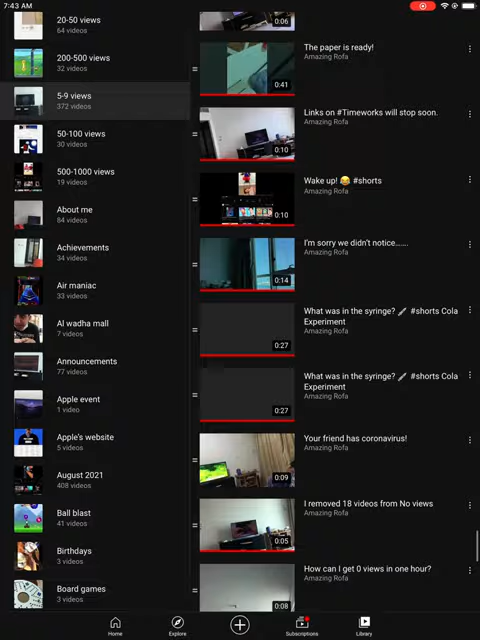 7:43 AM
20-50 views
64 videos
200-500 views
32 videos
5-9 views
372 videos
50-100 views
30 videos
500-1000 views
19 videos
About me
84 videos
Achievements
34 videos
Air maniac
33 videos
Al wadha mall
7 videos
Announcements
77 videos
Apple event
1 video
Apple's website
5 videos
August 2021
408 videos
Ball blast
41 videos
Birthdays
3 videos
Board games
3 videos
0:06
The paper is ready!
Amazing Rofa
0:41
Links on #Timeworks will stop soon.
Amazing Rofa
0:10
Wake up! 😂 #shorts
Amazing Rofa
0:10
I'm sorry we didn't notice......
Amazing Rofa
0:14
What was in the syringe? 💉 #shorts Cola
Experiment
Amazing Rofa
0:27
What was in the syringe? 💉 #shorts Cola
Experiment
Amazing Rofa
0:27
Your friend has coronavirus!
Amazing Rofa
0:09
I removed 18 videos from No views
Amazing Rofa
0:05
How can I get 0 views in one hour?
Amazing Rofa
0:08
Home
Explore
Subscriptions
Library